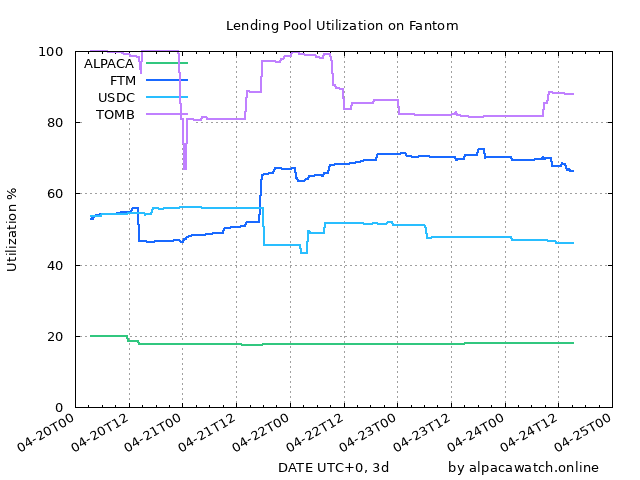 Lending Pool Utilization on Fantom
Utilization %
100
80
60
40
20
0
ALPACA
FTM
USDC
TOMB
04-20T00
04-20T12
04-21T00
04-21T12
04-22T00
04-22T12
04-23T00
04-23T12
04-24T00
04-24T12
04-25T00
DATE UTC+0, 3d
by alpacawatch.online